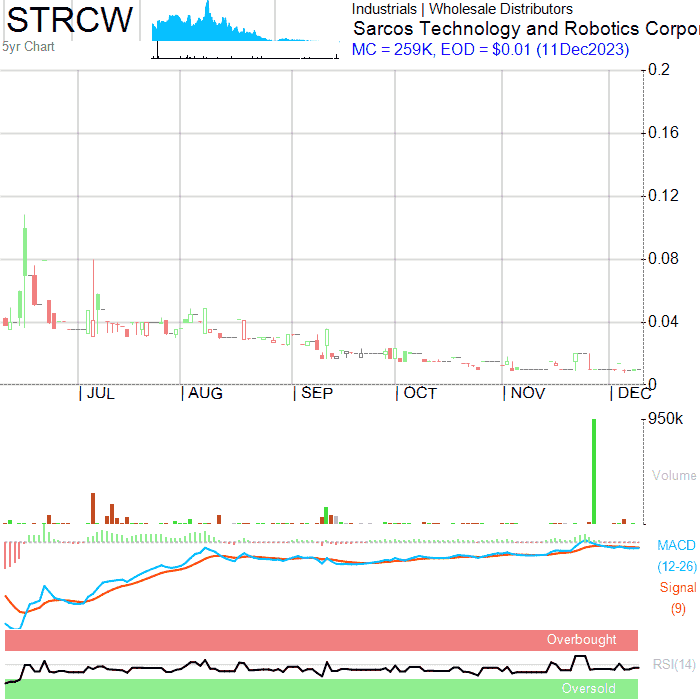 STRCW
5yr Chart
Industrials | Wholesale Distributors
Sarcos Technology and Robotics Corpor
MC = 259K, EOD = $0.01 (11Dec2023)
0.2
0.16
0.12
0.08
0.04
0
|JUL |AUG |SEP |OCT |NOV |DEC
950k
Volume
MACD
(12-26)
Signal
(9)
Overbought
RSI(14)
Oversold